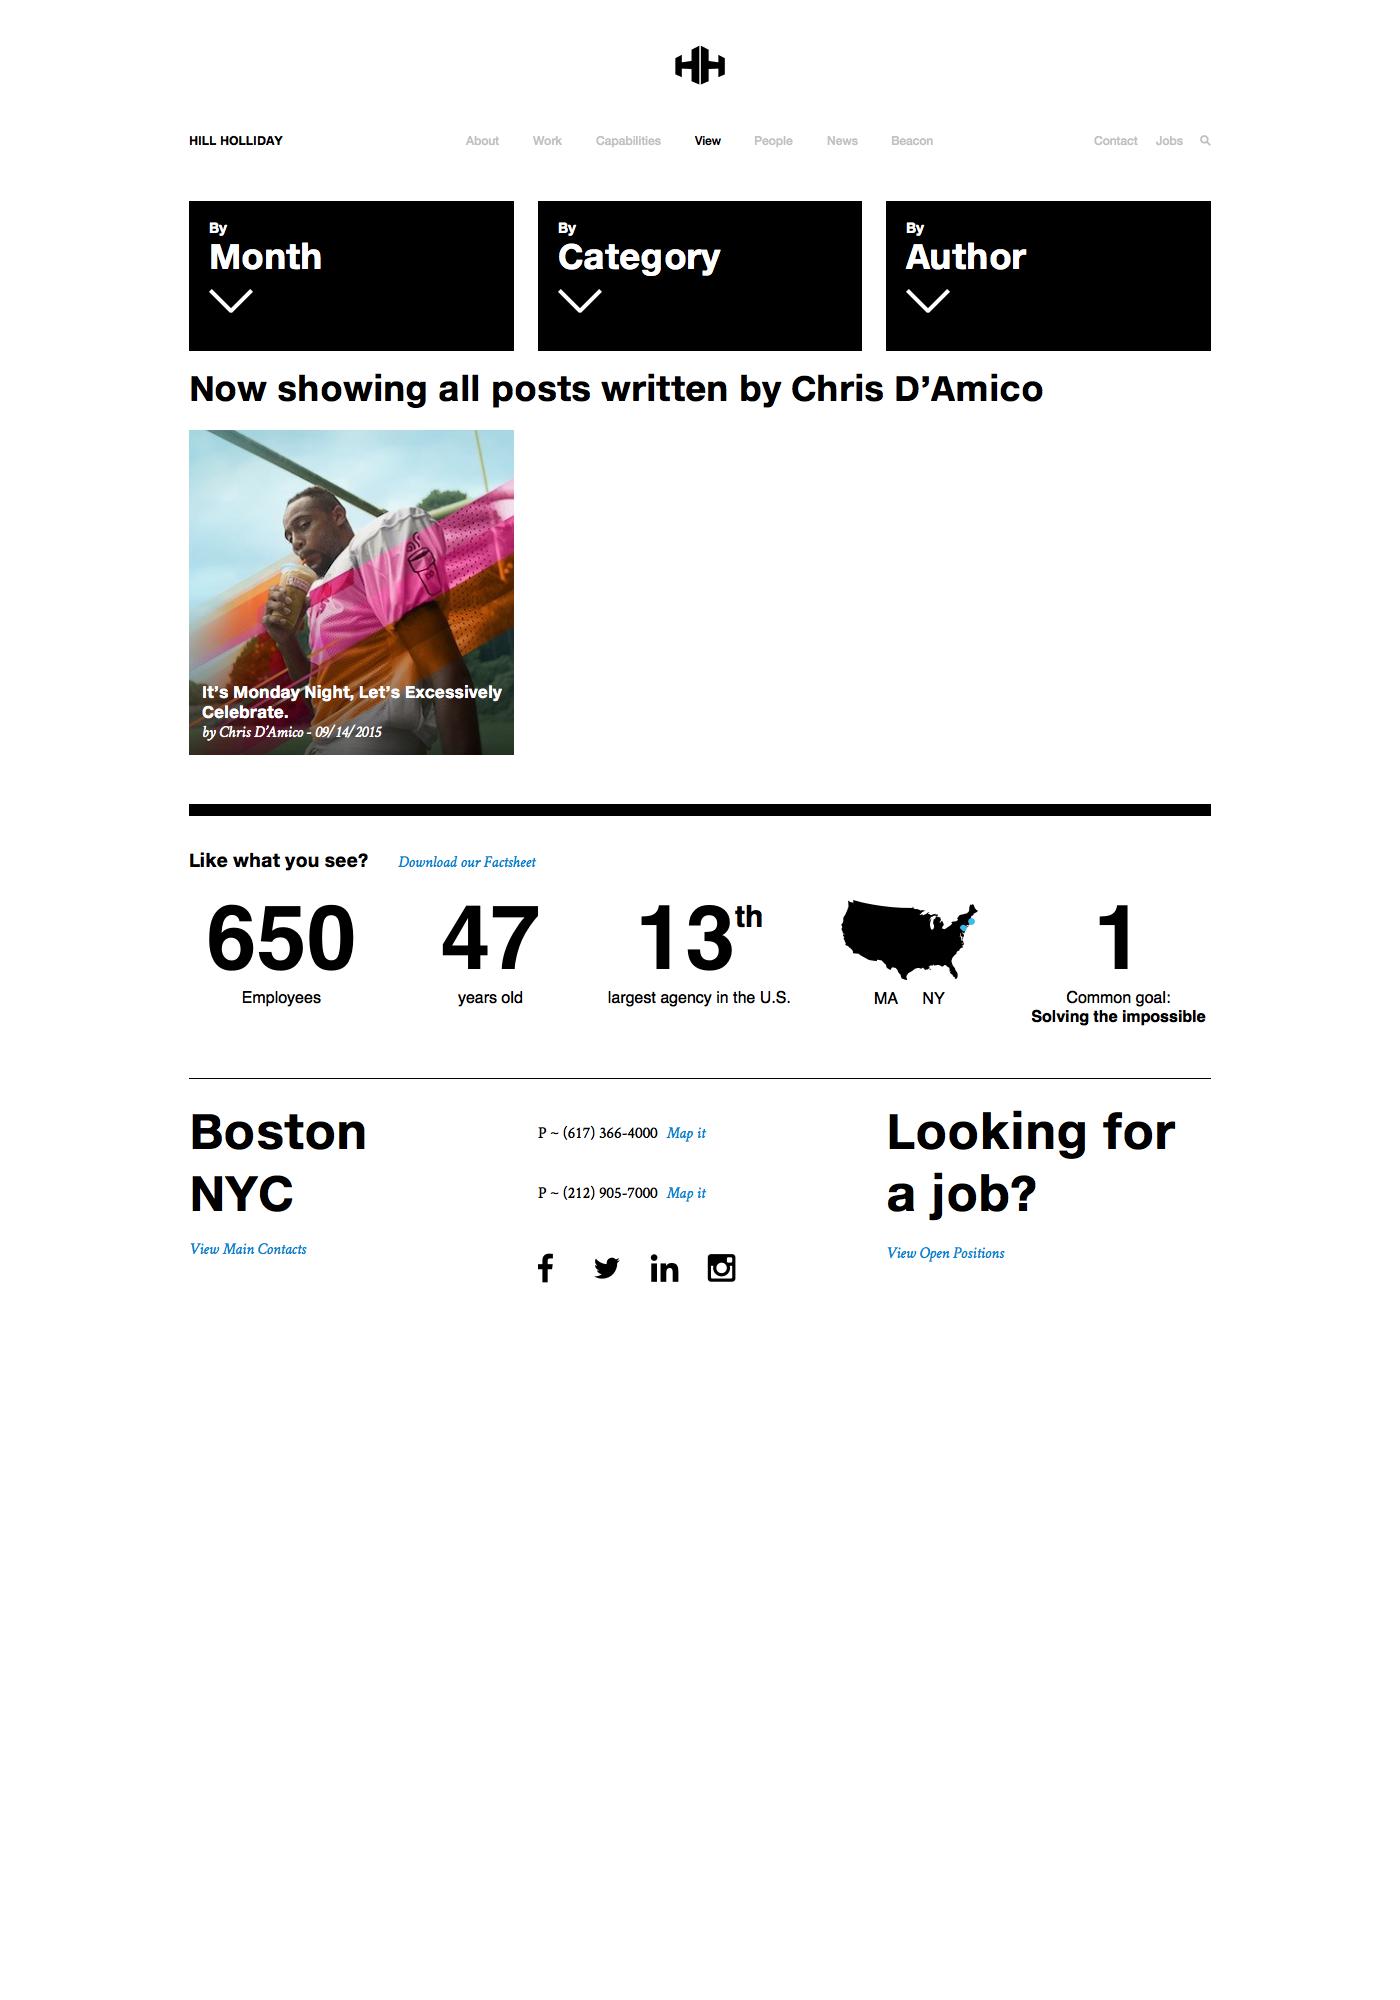 HILL HOLLIDAY
About Work Capabilities View People News Beacon
Contact Jobs
By
Month
By
Category
By
Author
Now showing all posts written by Chris D’Amico
It’s Monday Night, Let’s Excessively
Celebrate.
by Chris D’Amico - 09/14/2015
Like what you see? Download our Factsheet
650
Employees
47
years old
13th
largest agency in the U.S.
MA NY
1
Common goal:
Solving the impossible
Boston
NYC
View Main Contacts
P ~ (617) 366-4000 Map it
P ~ (212) 905-7000 Map it
Looking for
a job?
View Open Positions